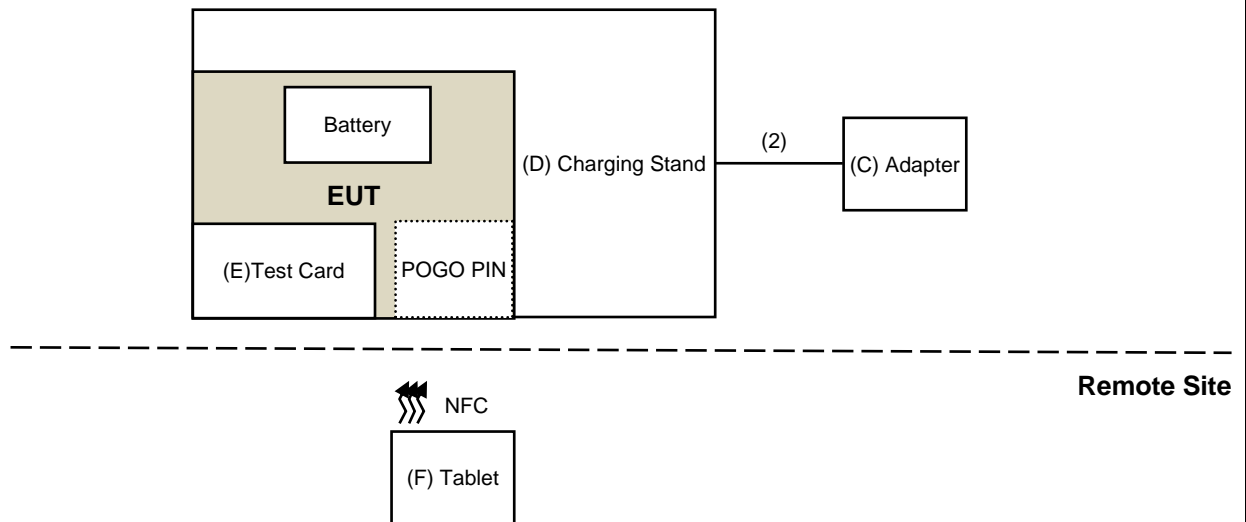 Battery
(2)
(D) Charging Stand
(C) Adapter
EUT
(E)Test Card
POGO PIN
Remote Site
NFC
(F) Tablet